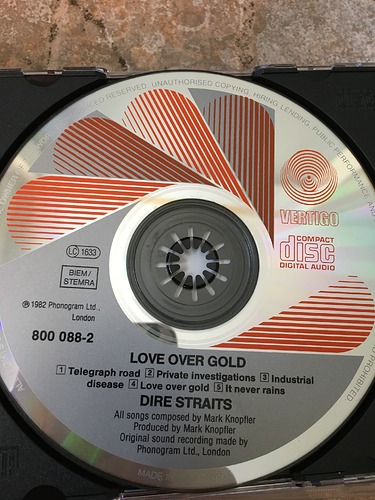 RESERVED. UNAUTHORISED COPYING, HIRING LENDING, PUBLIC PERFORMANCE AND
VERTIGO
COMPACT
disc
DIGITAL AUDIO
LC 1633
BIEM/
STEMRA
℗ 1982 Phonogram Ltd.,
London
800 088-2
LOVE OVER GOLD
1 Telegraph road 2 Private investigations 3 Industrial
disease 4 Love over gold 5 It never rains
DIRE STRAITS
All songs composed by Mark Knopfler
Produced by Mark Knopfler
Original sound recording made by
Phonogram Ltd., London
PROHIBITED
MADE